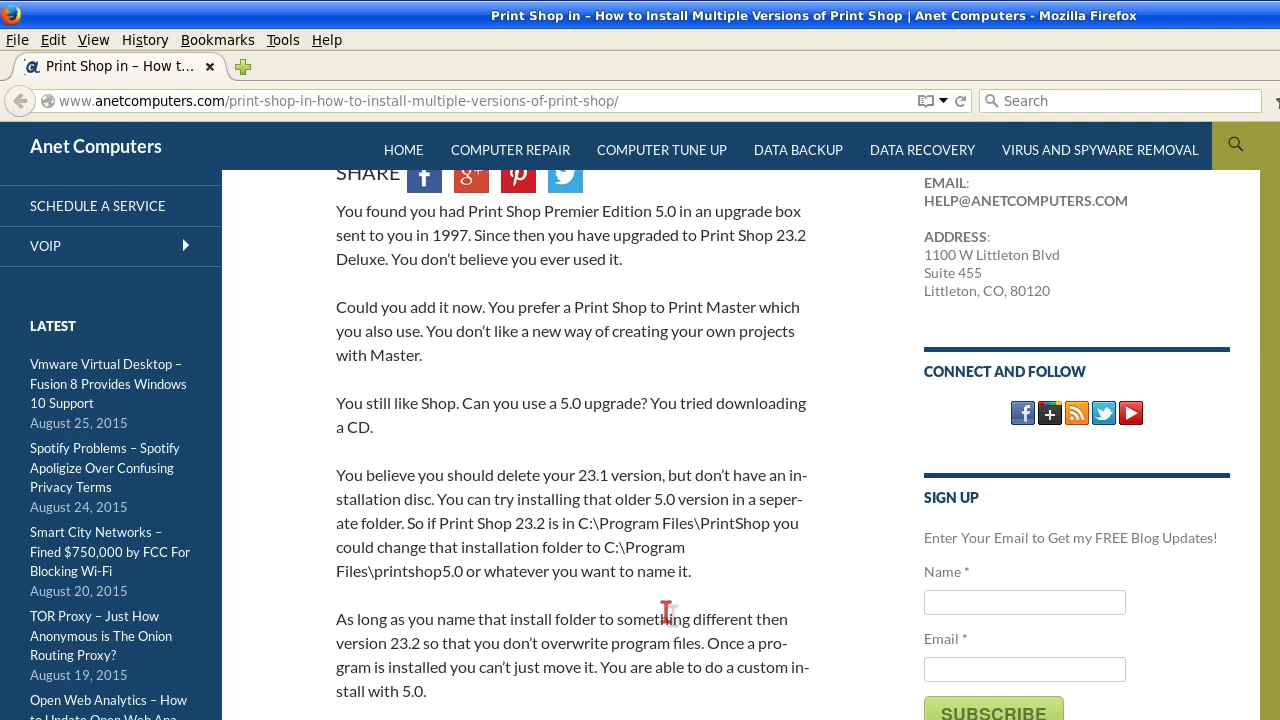 Print Shop in – How to Install Multiple Versions of Print Shop | Anet Computers - Mozilla Firefox
File Edit View History Bookmarks Tools Help
Print Shop in – How t...
www.anetcomputers.com/print-shop-in-how-to-install-multiple-versions-of-print-shop/
Search
Anet Computers
HOME COMPUTER REPAIR COMPUTER TUNE UP DATA BACKUP DATA RECOVERY VIRUS AND SPYWARE REMOVAL
SCHEDULE A SERVICE
VOIP
LATEST
Vmware Virtual Desktop –
Fusion 8 Provides Windows
10 Support
August 25, 2015
Spotify Problems – Spotify
Apoligize Over Confusing
Privacy Terms
August 24, 2015
Smart City Networks –
Fined $750,000 by FCC For
Blocking Wi-Fi
August 20, 2015
TOR Proxy – Just How
Anonymous is The Onion
Routing Proxy?
August 19, 2015
Open Web Analytics – How
to Update Open Web Ana
SHARE
You found you had Print Shop Premier Edition 5.0 in an upgrade box
sent to you in 1997. Since then you have upgraded to Print Shop 23.2
Deluxe. You don't believe you ever used it.
Could you add it now. You prefer a Print Shop to Print Master which
you also use. You don't like a new way of creating your own projects
with Master.
You still like Shop. Can you use a 5.0 upgrade? You tried downloading
a CD.
You believe you should delete your 23.1 version, but don't have an in-
stallation disc. You can try installing that older 5.0 version in a seper-
ate folder. So if Print Shop 23.2 is in C:\Program Files\PrintShop you
could change that installation folder to C:\Program
Files\printshop5.0 or whatever you want to name it.
As long as you name that install folder to something different then
version 23.2 so that you don't overwrite program files. Once a pro-
gram is installed you can't just move it. You are able to do a custom in-
stall with 5.0.
EMAIL:
HELP@ANETCOMPUTERS.COM
ADDRESS:
1100 W Littleton Blvd
Suite 455
Littleton, CO, 80120
CONNECT AND FOLLOW
SIGN UP
Enter Your Email to Get my FREE Blog Updates!
Name *
Email *
SUBSCRIBE